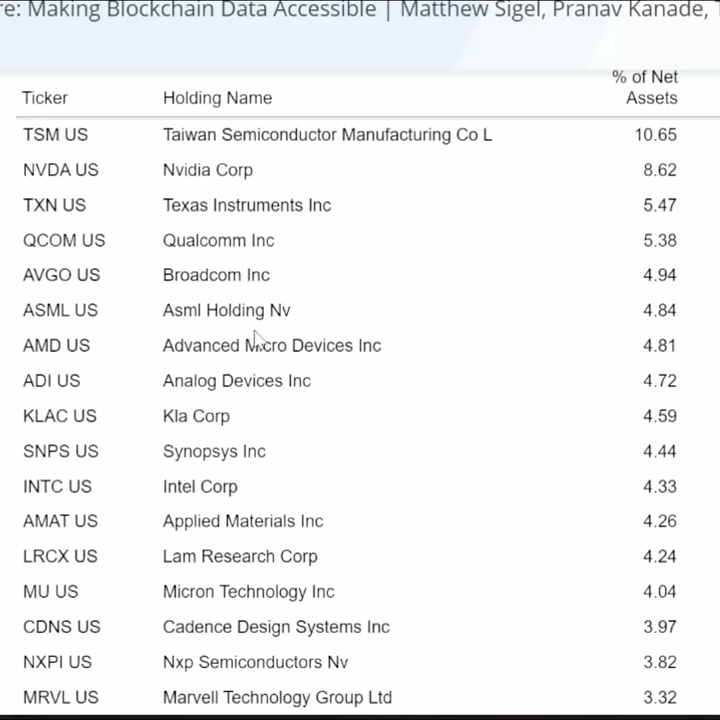 re: Making Blockchain Data Accessible | Matthew Sigel, Pranav Kanade,
Ticker Holding Name % of Net Assets
TSM US Taiwan Semiconductor Manufacturing Co L 10.65
NVDA US Nvidia Corp 8.62
TXN US Texas Instruments Inc 5.47
QCOM US Qualcomm Inc 5.38
AVGO US Broadcom Inc 4.94
ASML US Asml Holding Nv 4.84
AMD US Advanced Micro Devices Inc 4.81
ADI US Analog Devices Inc 4.72
KLAC US Kla Corp 4.59
SNPS US Synopsys Inc 4.44
INTC US Intel Corp 4.33
AMAT US Applied Materials Inc 4.26
LRCX US Lam Research Corp 4.24
MU US Micron Technology Inc 4.04
CDNS US Cadence Design Systems Inc 3.97
NXPI US Nxp Semiconductors Nv 3.82
MRVL US Marvell Technology Group Ltd 3.32